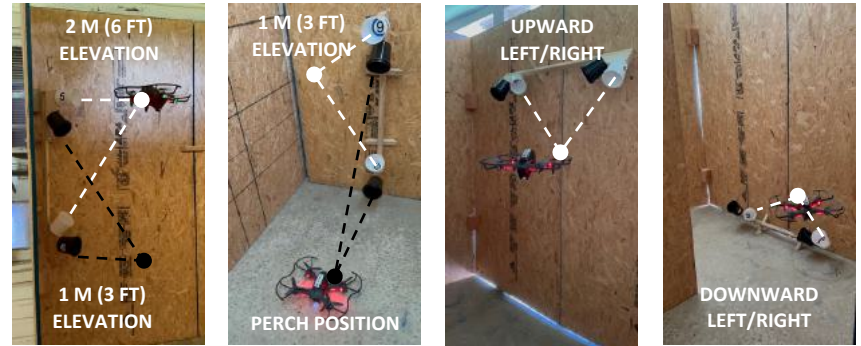 2 M (6 FT)
ELEVATION
1 M (3 FT)
ELEVATION
1 M (3 FT)
ELEVATION
PERCH POSITION
UPWARD
LEFT/RIGHT
DOWNWARD
LEFT/RIGHT